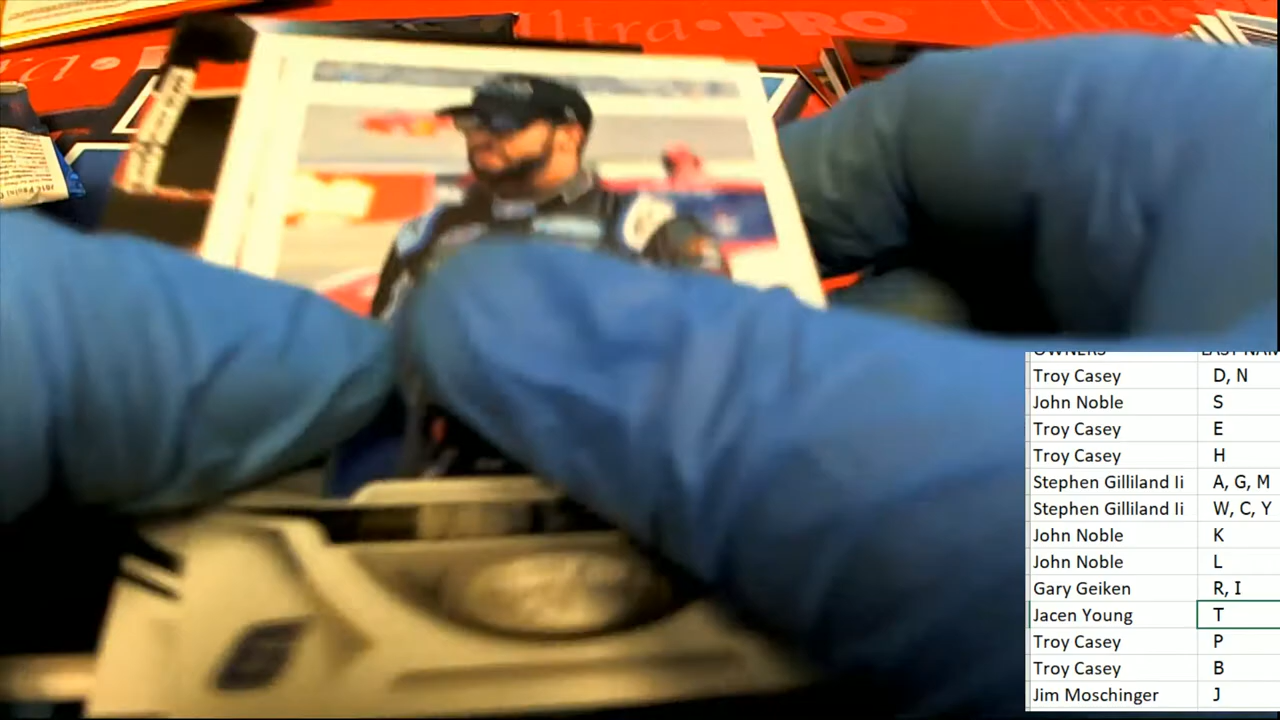 Ultra•PRO
OWNERS
Troy Casey D, N
John Noble S
Troy Casey E
Troy Casey H
Stephen Gilliland Ii A, G, M
Stephen Gilliland Ii W, C, Y
John Noble K
John Noble L
Gary Geiken R, I
Jacen Young T
Troy Casey P
Troy Casey B
Jim Moschinger J